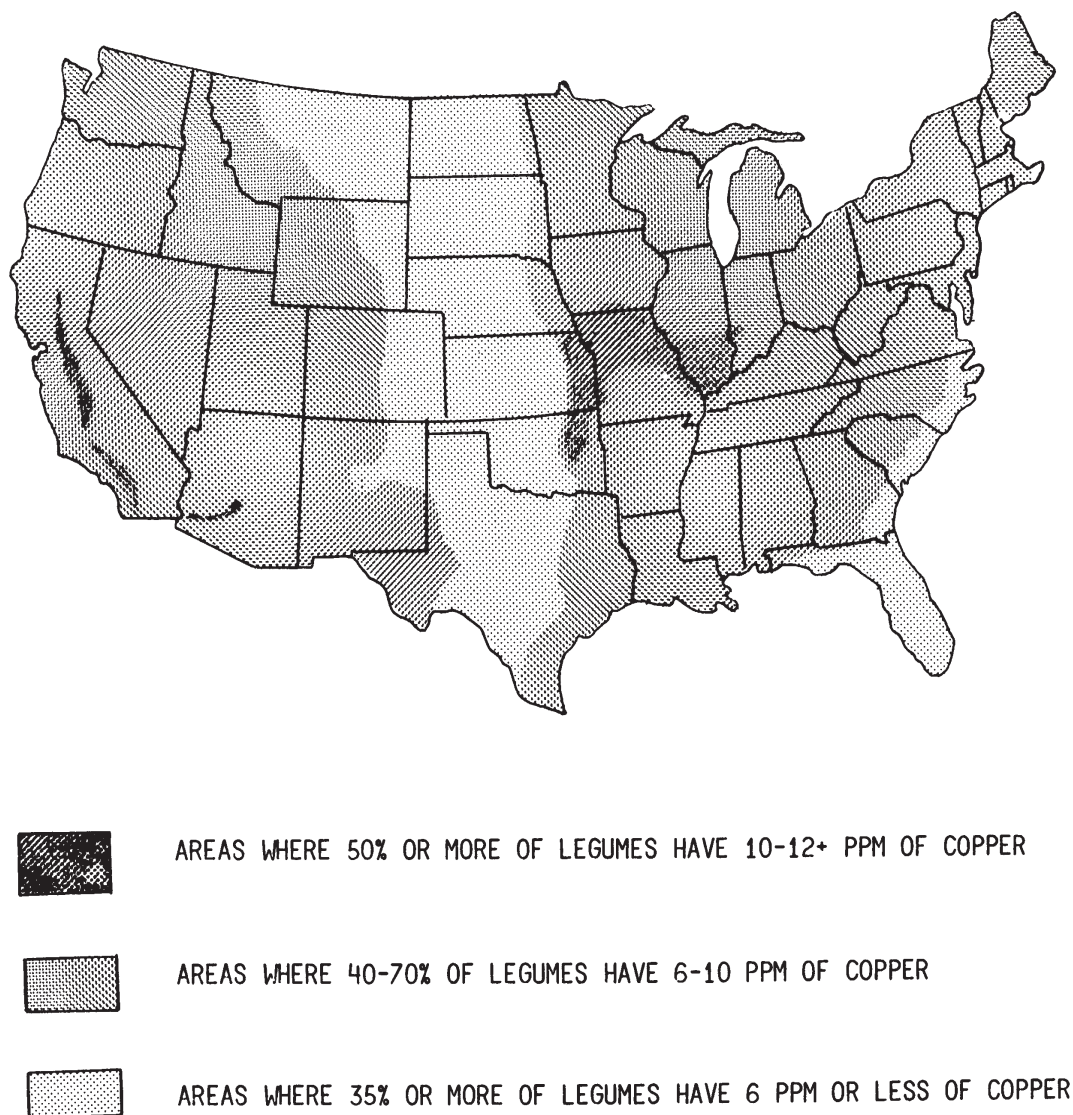 AREAS WHERE 50% OR MORE OF LEGUMES HAVE 10-12+ PPM OF COPPER
AREAS WHERE 40-70% OF LEGUMES HAVE 6-10 PPM OF COPPER
AREAS WHERE 35% OR MORE OF LEGUMES HAVE 6 PPM OR LESS OF COPPER